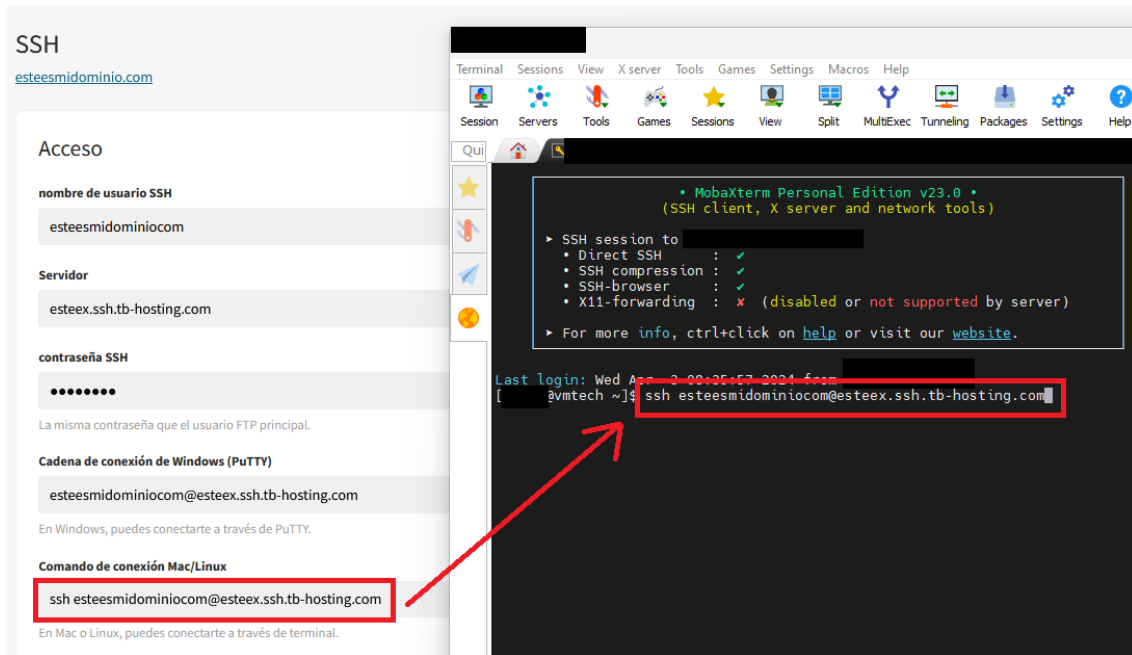 SSH
esteesmidominio.com
Acceso
nombre de usuario SSH
esteesmidominiocom
Servidor
esteex.ssh.tb-hosting.com
contraseña SSH
••••••••
La misma contraseña que el usuario FTP principal.
Cadena de conexión de Windows (PuTTY)
esteesmidominiocom@esteex.ssh.tb-hosting.com
En Windows, puedes conectarte a través de PuTTY.
Comando de conexión Mac/Linux
ssh esteesmidominiocom@esteex.ssh.tb-hosting.com
En Mac o Linux, puedes conectarte a través de terminal.
Terminal Sessions View X server Tools Games Settings Macros Help
Session Servers Tools Games Sessions View Split MultiExec Tunneling Packages Settings Help
Qui
• MobaXterm Personal Edition v23.0 •
(SSH client, X server and network tools)
➤ SSH session to
• Direct SSH : ✔
• SSH compression : ✔
• SSH-browser : ✔
• X11-forwarding : ✘ (disabled or not supported by server)
➤ For more info, ctrl+click on help or visit our website.
Last login: Wed Apr 3 08:35:57 2024 from
[ @vmtech ~]$ ssh esteesmidominiocom@esteex.ssh.tb-hosting.com